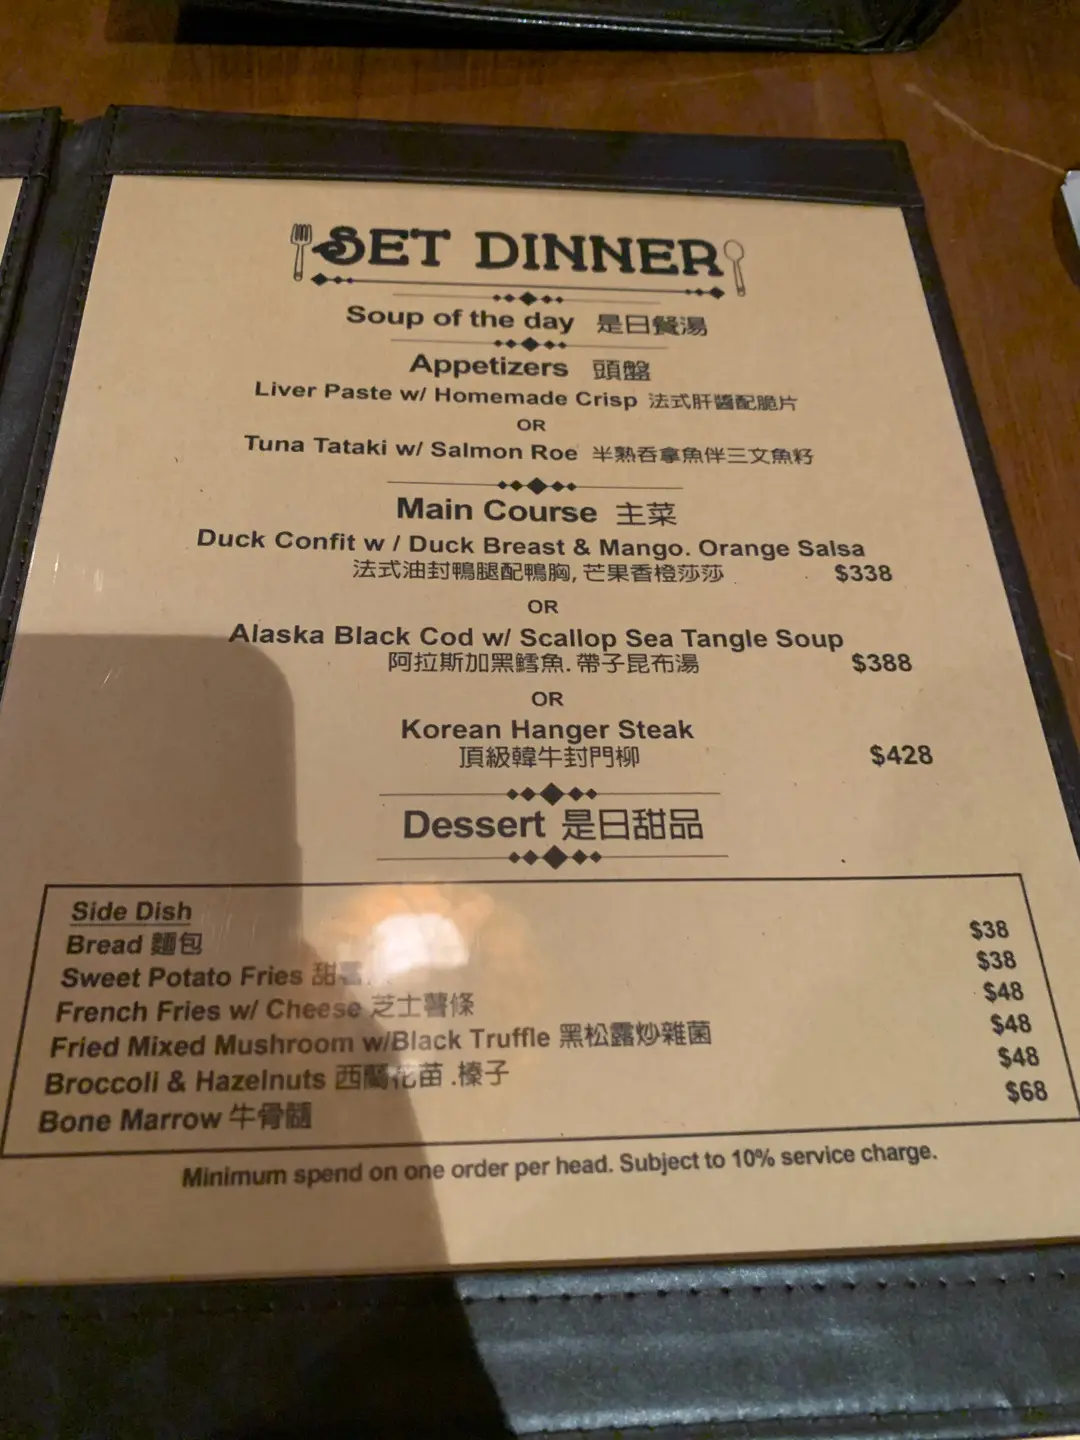 SET DINNER
Soup of the day 是日餐湯
Appetizers 頭盤
Liver Paste w/ Homemade Crisp 法式肝醬配脆片
OR
Tuna Tataki w/ Salmon Roe 半熟吞拿魚伴三文魚籽
Main Course 主菜
Duck Confit w / Duck Breast & Mango. Orange Salsa
法式油封鴨腿配鴨胸, 芒果香橙莎莎 $338
OR
Alaska Black Cod w/ Scallop Sea Tangle Soup
阿拉斯加黑鱈魚. 帶子昆布湯 $388
OR
Korean Hanger Steak
頂級韓牛封門柳 $428
Dessert 是日甜品
Side Dish
Bread 麵包 $38
Sweet Potato Fries 甜薯 $38
French Fries w/ Cheese 芝士薯條 $48
Fried Mixed Mushroom w/Black Truffle 黑松露炒雜菌 $48
Broccoli & Hazelnuts 西蘭花苗 .榛子 $48
Bone Marrow 牛骨髓 $68
Minimum spend on one order per head. Subject to 10% service charge.